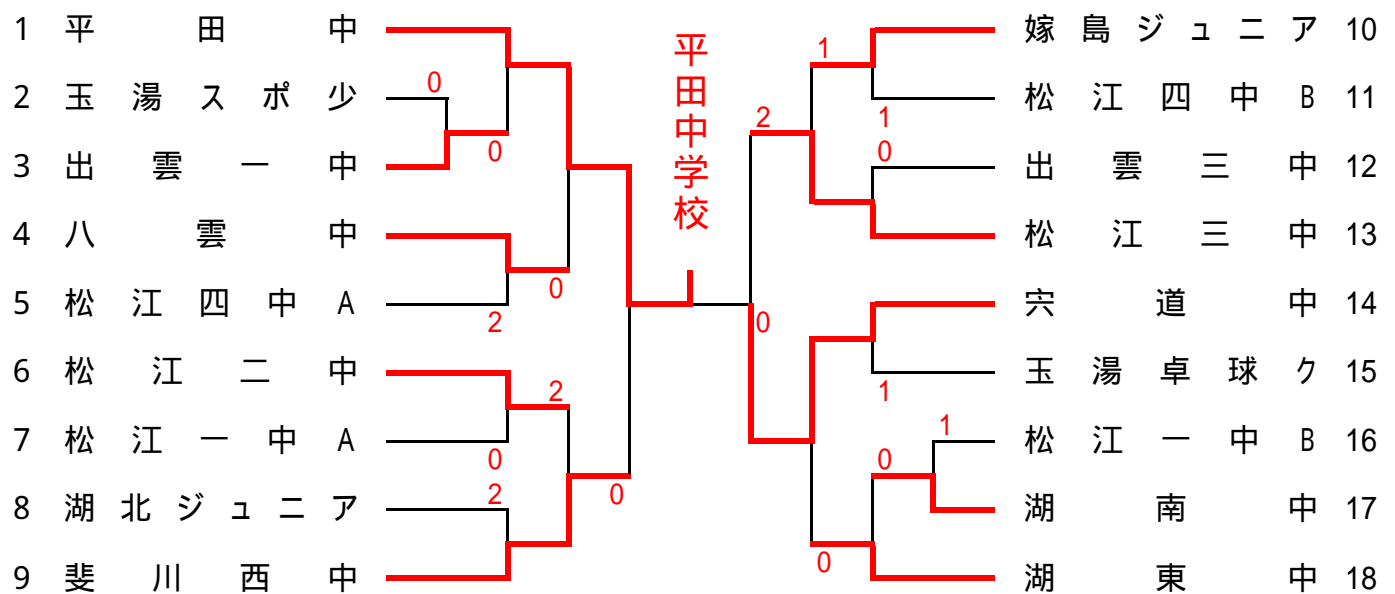 1 平田中
0
2 玉湯スポ少
0
3 出雲一中
4 八雲中
0
5 松江四中A
2
6 松江二中
2
7 松江一中A
0
2
8 湖北ジュニア
0
9 斐川西中
平田中学校
嫁島ジュニア 10
1
松江四中B 11
1
2
0
出雲三中 12
松江三中 13
宍道中 14
0
玉湯卓球ク 15
1
松江一中B 16
1
0
湖南中 17
0
湖東中 18